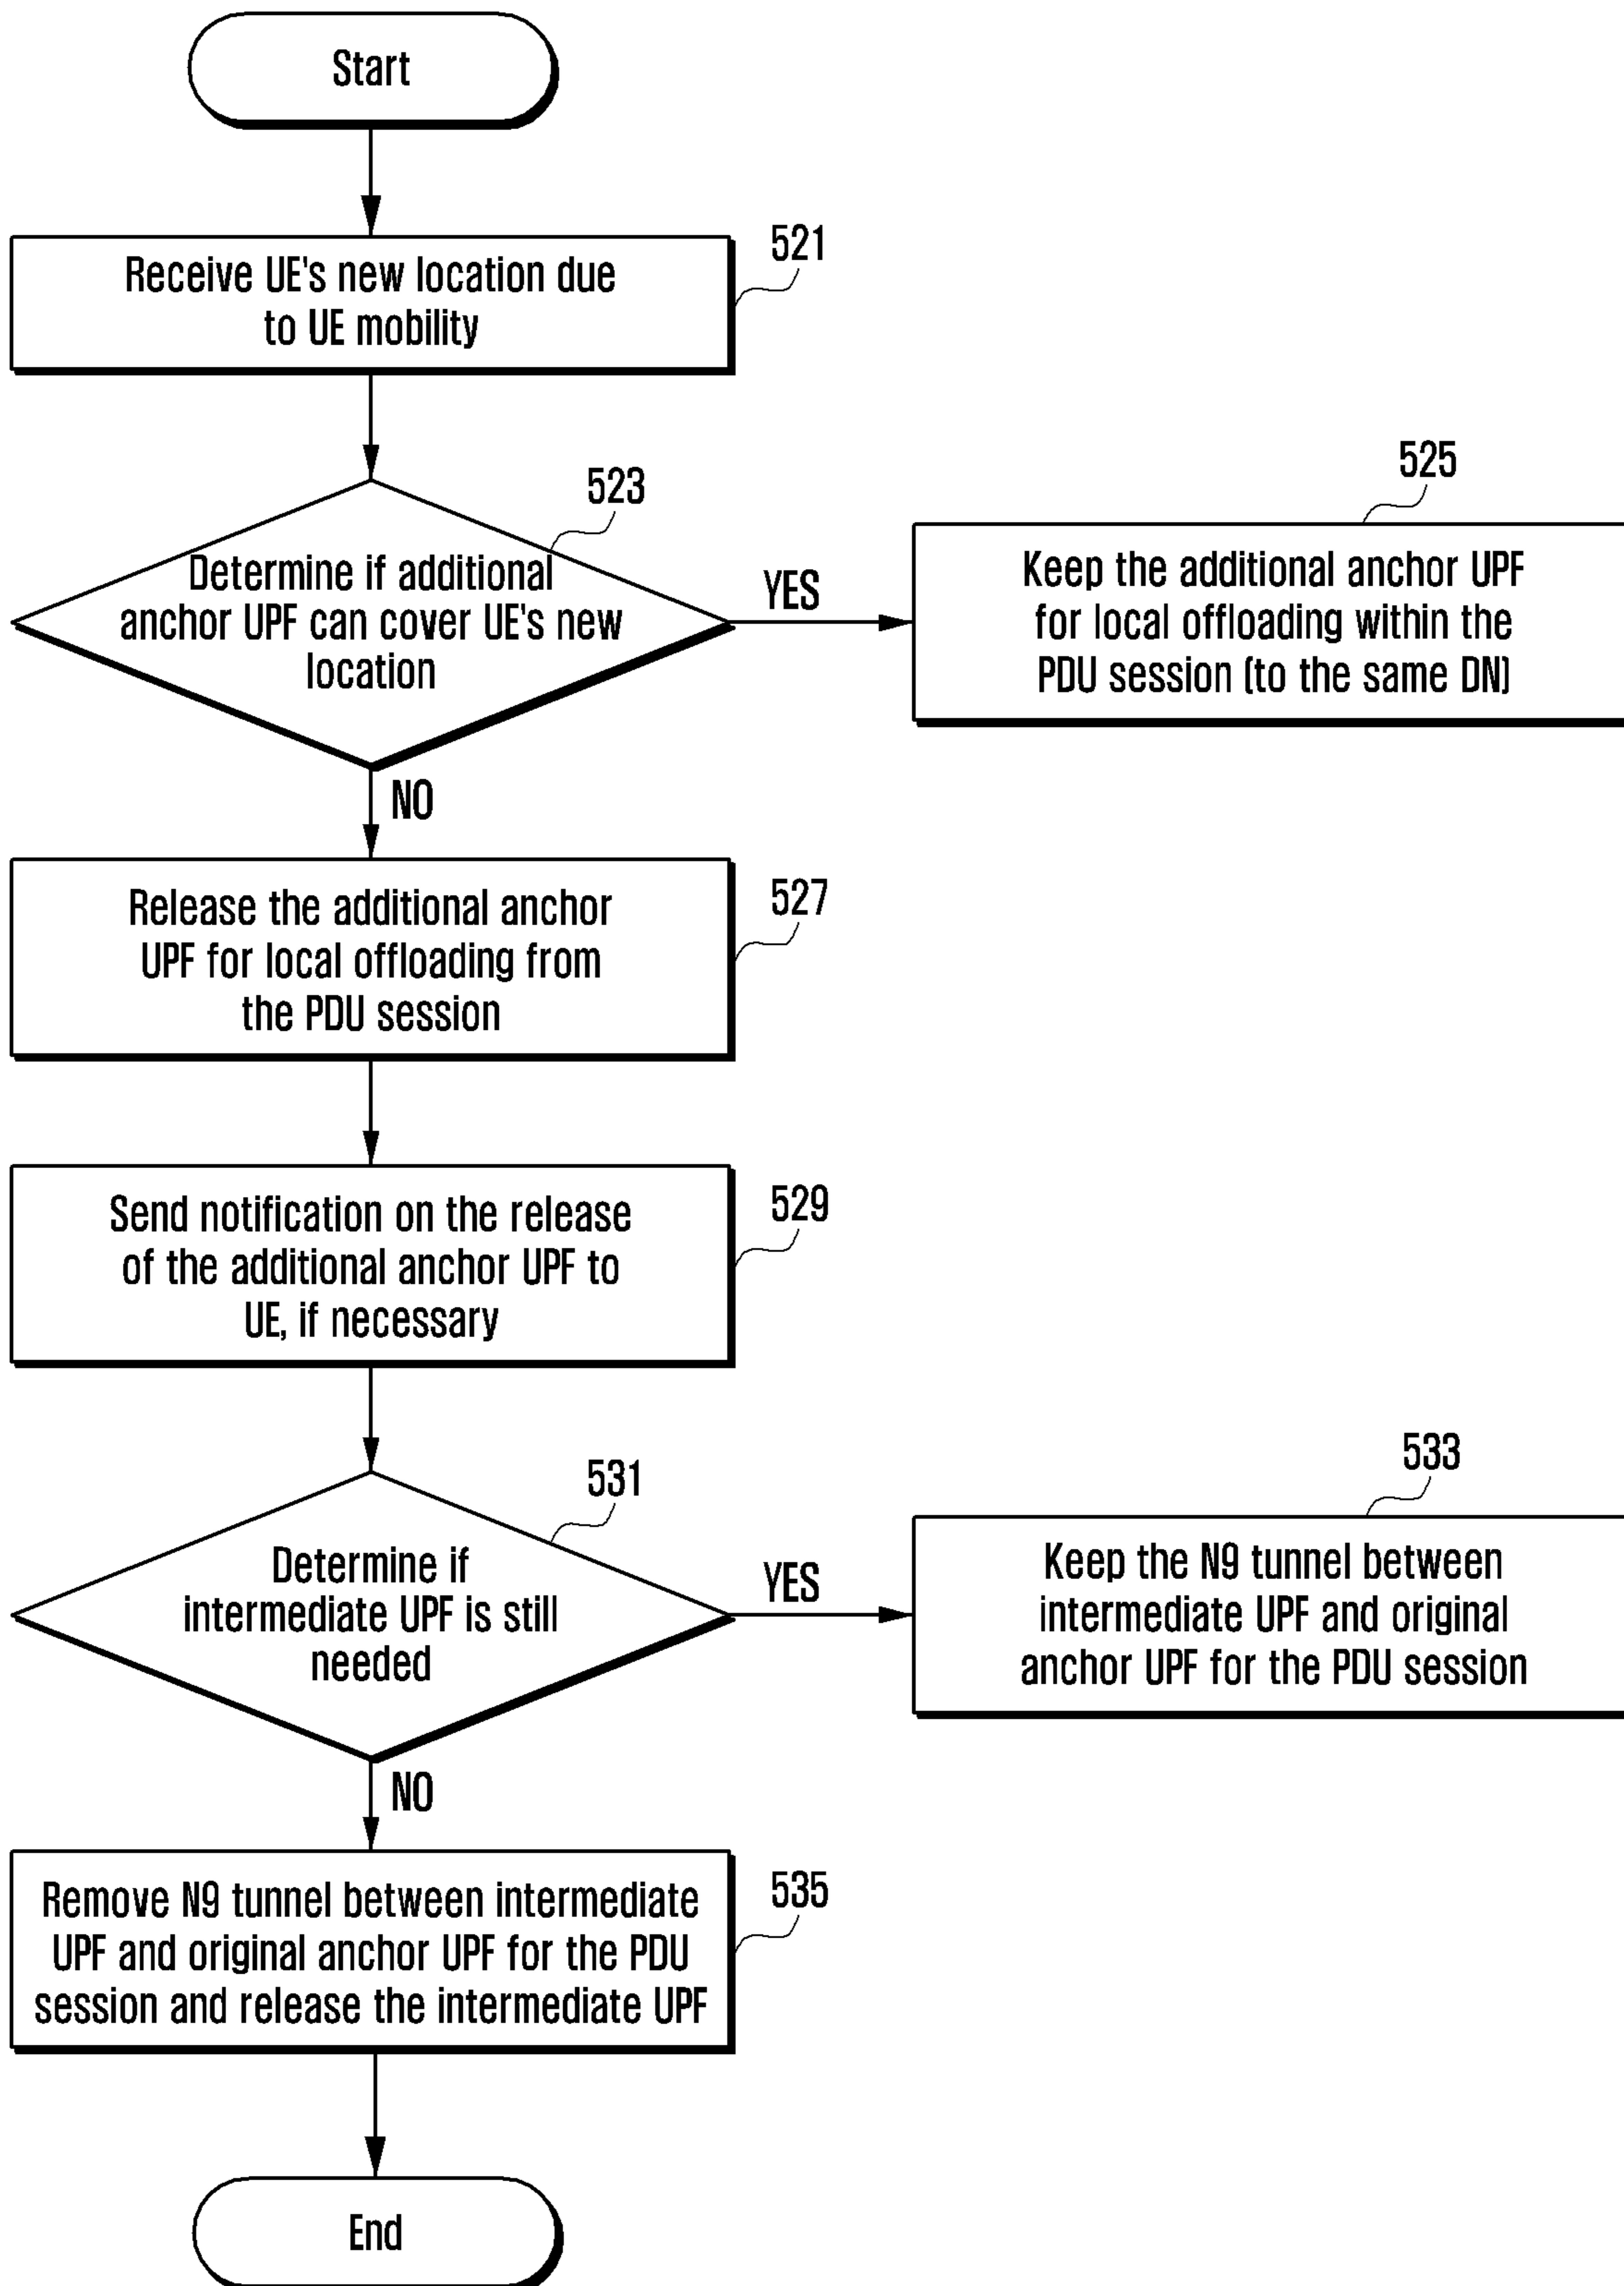 Start
521
Receive UE's new location due
to UE mobility
523
Determine if additional
anchor UPF can cover UE's new
location
YES
525
Keep the additional anchor UPF
for local offloading within the
PDU session (to the same DN)
NO
527
Release the additional anchor
UPF for local offloading from
the PDU session
529
Send notification on the release
of the additional anchor UPF to
UE, if necessary
531
Determine if
intermediate UPF is still
needed
YES
533
Keep the N9 tunnel between
intermediate UPF and original
anchor UPF for the PDU session
NO
535
Remove N9 tunnel between intermediate
UPF and original anchor UPF for the PDU
session and release the intermediate UPF
End